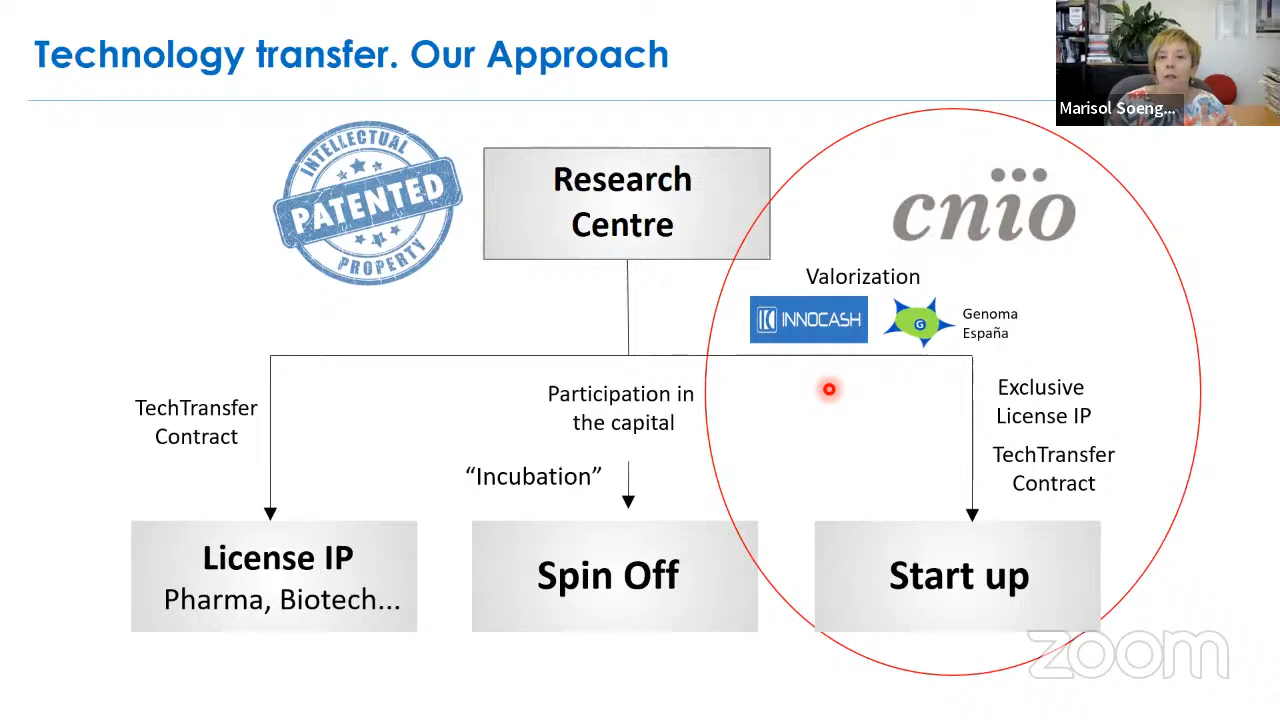 Technology transfer. Our Approach
Marisol Soeng...
INTELLECTUAL
PATENTED
PROPERTY
Research
Centre
cnio
Valorization
INNOCASH
G
Genoma
España
TechTransfer
Contract
Participation in
the capital
"Incubation"
Exclusive
License IP
TechTransfer
Contract
License IP
Pharma, Biotech...
Spin Off
Start up
zoom